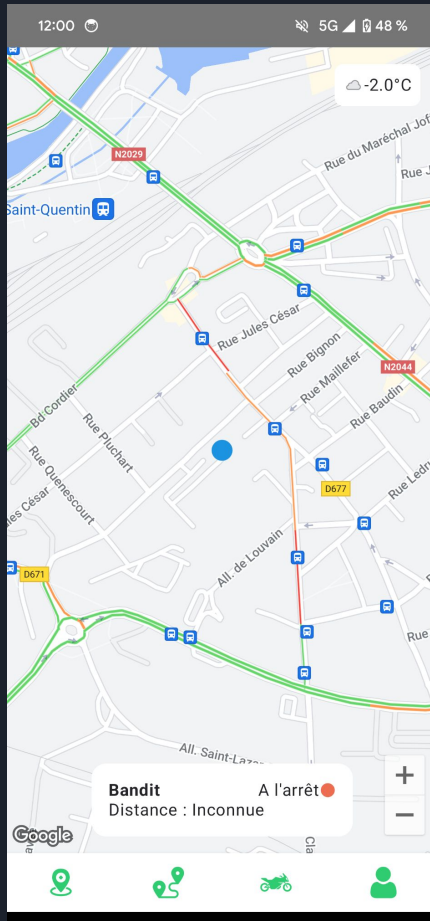 12:00
5G
48 %
-2.0°C
Rue du Maréchal Jof
Rue J
N2029
Saint-Quentin
Rue Jules César
Rue Bignon
Rue Maillefer
N2044
Bd Cordier
Rue Baudin
Rue Pluchart
Rue Quenescourt
Rue Ledru
les César
D677
D671
All. de Louvain
Rue
All. Saint-Laza
Cla
Bandit
A l'arrêt
Distance : Inconnue
+
−
Google